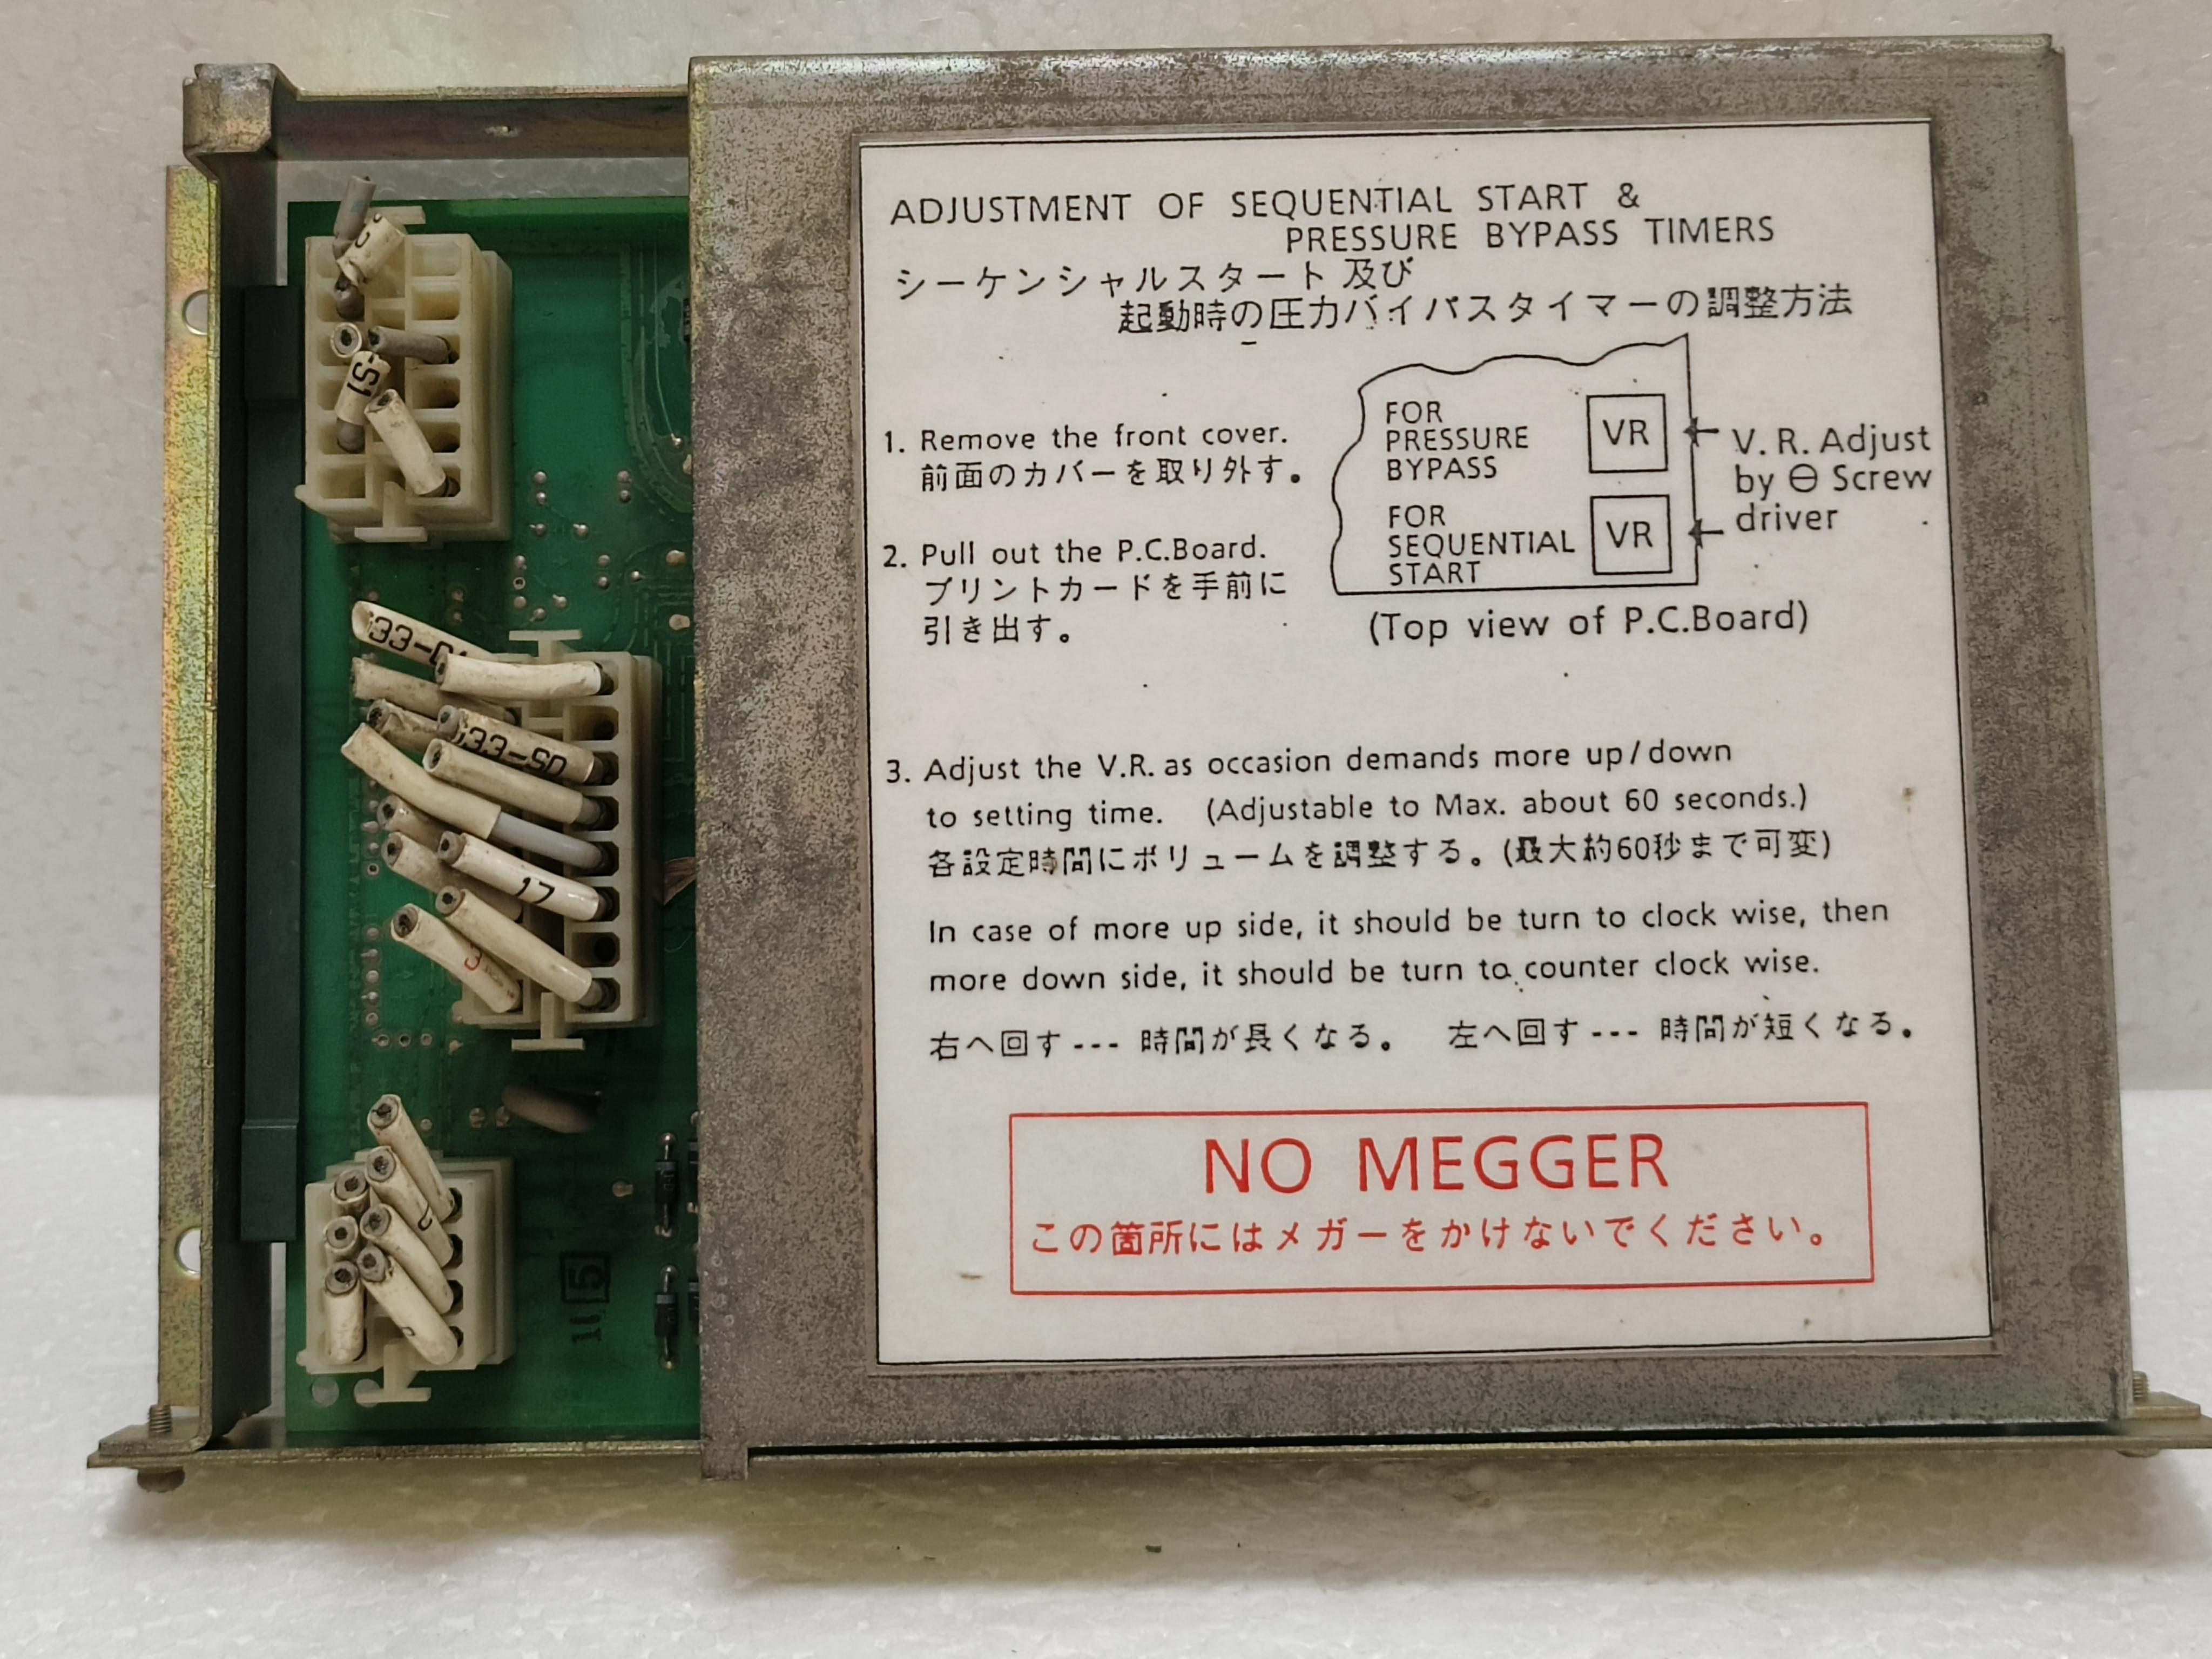 ADJUSTMENT OF SEQUENTIAL START &
PRESSURE BYPASS TIMERS
シーケンシャルスタート 及び
起動時の圧力バイパスタイマーの調整方法
1. Remove the front cover.
前面のカバーを取り外す。
2. Pull out the P.C.Board.
プリントカードを手前に
引き出す。
FOR
PRESSURE
BYPASS
VR
FOR
SEQUENTIAL
START
VR
V. R. Adjust
by ⊖ Screw
driver
(Top view of P.C.Board)
3. Adjust the V.R. as occasion demands more up/down
to setting time. (Adjustable to Max. about 60 seconds.)
各設定時間にボリュームを調整する。(最大約60秒まで可変)
In case of more up side, it should be turn to clock wise, then
more down side, it should be turn to counter clock wise.
右へ回す--- 時間が長くなる。 左へ回す--- 時間が短くなる。
NO MEGGER
この箇所にはメガーをかけないでください。
C
-S1
33-
33-SQ
17
3
5